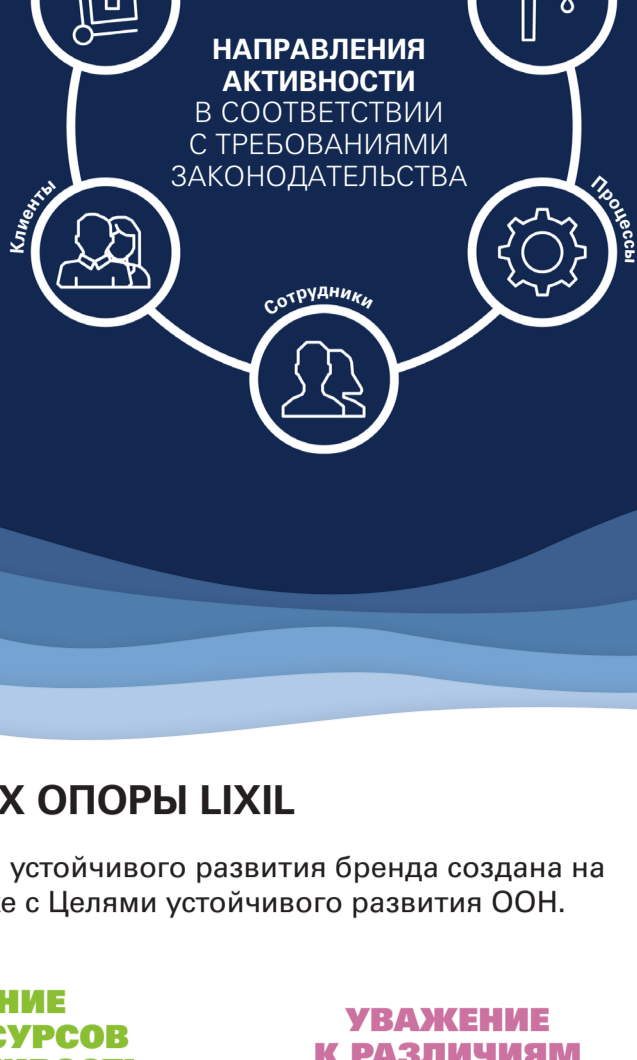 НАПРАВЛЕНИЯ
АКТИВНОСТИ
В СООТВЕТСТВИИ
С ТРЕБОВАНИЯМИ
ЗАКОНОДАТЕЛЬСТВА
Клиенты
Процессы
Сотрудники
Х ОПОРЫ LIXIL
устойчивого развития бренда создана на
с Целями устойчивого развития ООН.
УВАЖЕНИЕ
К РАЗЛИЧИЯМ